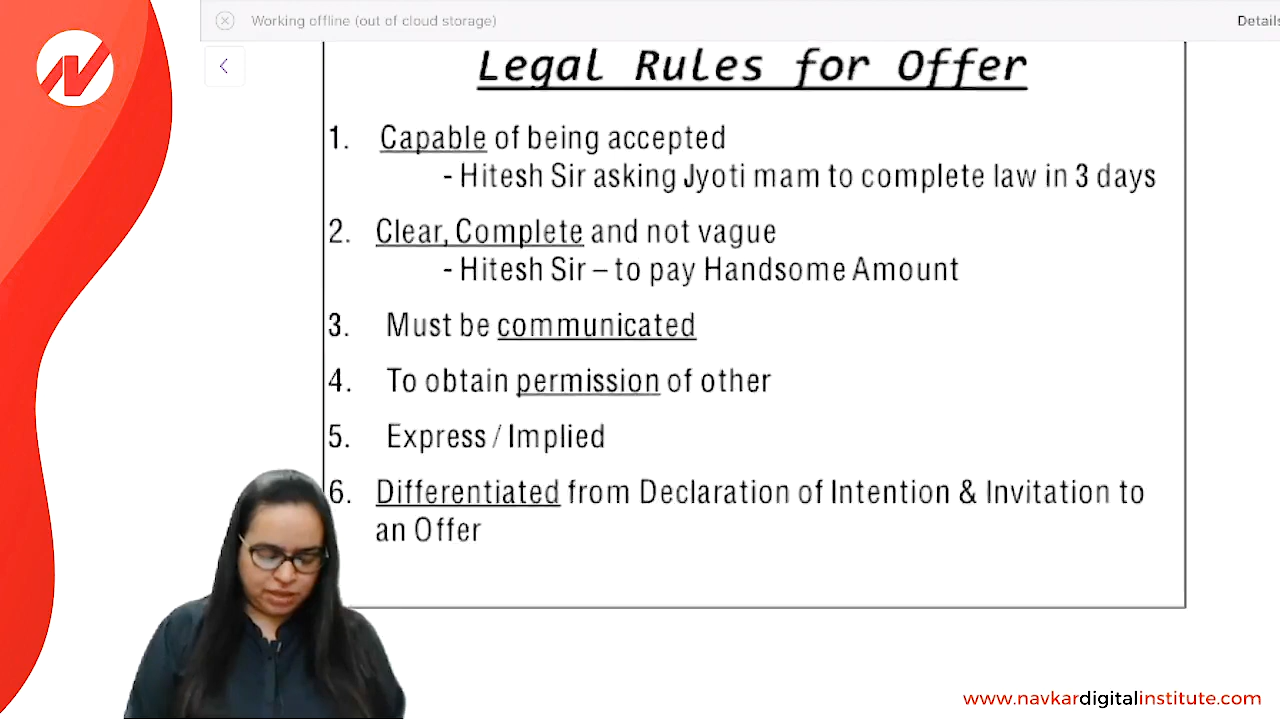 Working offline (out of cloud storage)
Details
Legal Rules for Offer
1. Capable of being accepted
- Hitesh Sir asking Jyoti mam to complete law in 3 days
2. Clear, Complete and not vague
- Hitesh Sir – to pay Handsome Amount
3. Must be communicated
4. To obtain permission of other
5. Express / Implied
6. Differentiated from Declaration of Intention & Invitation to
an Offer
www.navkardigitalinstitute.com